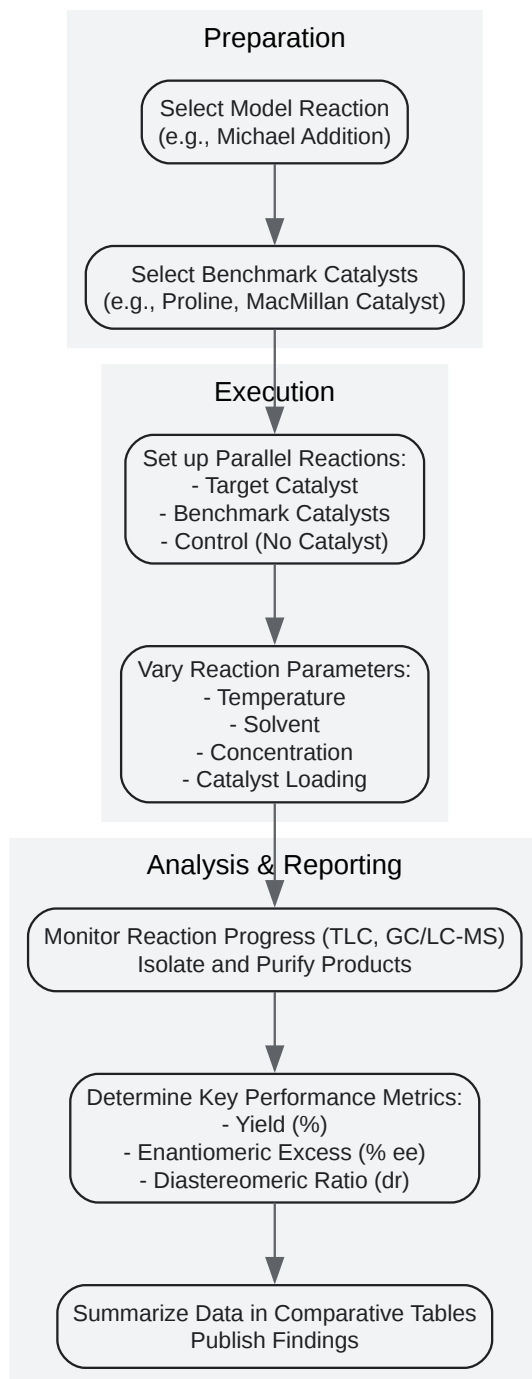 Preparation
Select Model Reaction
(e.g., Michael Addition)
Select Benchmark Catalysts
(e.g., Proline, MacMillan Catalyst)
Execution
Set up Parallel Reactions:
- Target Catalyst
- Benchmark Catalysts
- Control (No Catalyst)
Vary Reaction Parameters:
- Temperature
- Solvent
- Concentration
- Catalyst Loading
Analysis & Reporting
Monitor Reaction Progress (TLC, GC/LC-MS)
Isolate and Purify Products
Determine Key Performance Metrics:
- Yield (%)
- Enantiomeric Excess (% ee)
- Diastereomeric Ratio (dr)
Summarize Data in Comparative Tables
Publish Findings